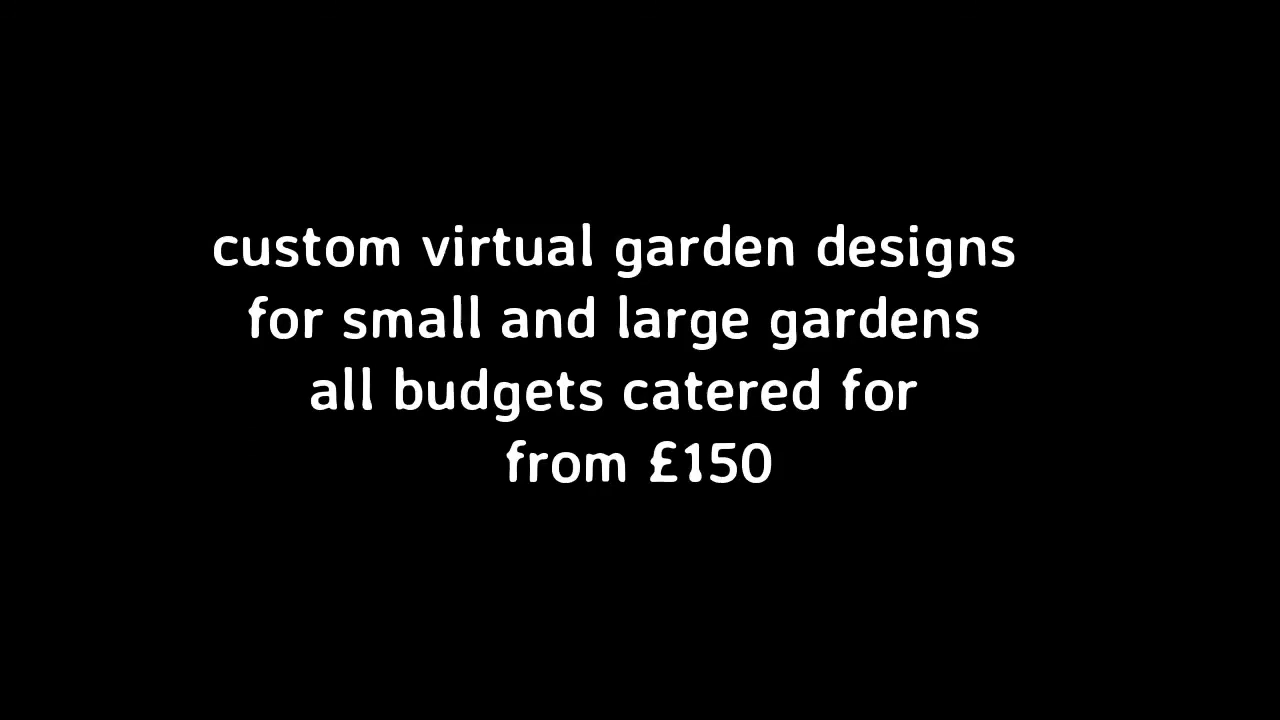 custom virtual garden designs
for small and large gardens
all budgets catered for
from £150